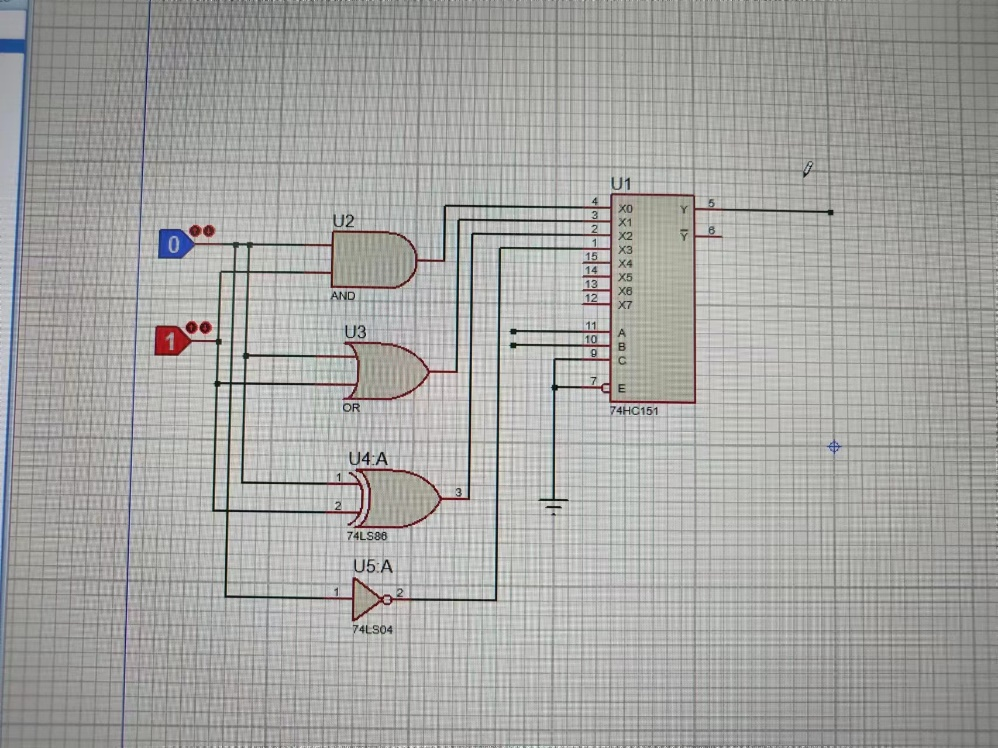 U1
4 X0 Y 5
3 X1
U2
2 X2 Y 6
0
1 X3
15 X4
14 X5
13 X6
AND
12 X7
1
U3
11 A
10 B
9 C
7 E
OR
74HC151
U4:A
1
3
2
74LS86
U5:A
1 2
74LS04